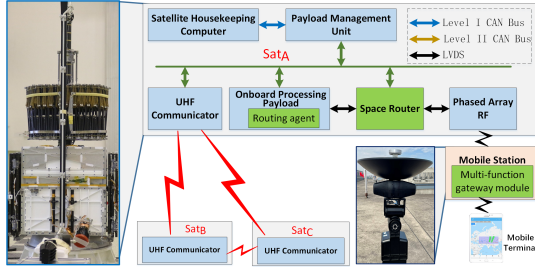 Satellite Housekeeping
Computer
Payload Management
Unit
Level I CAN Bus
Level II CAN Bus
LVDS
SatA
UHF
Communicator
Onboard Processing
Payload
Routing agent
Space Router
Phased Array
RF
Mobile Station
Multi-function
gateway module
Mobile
Termina
SatB
UHF Communicator
SatC
UHF Communicator